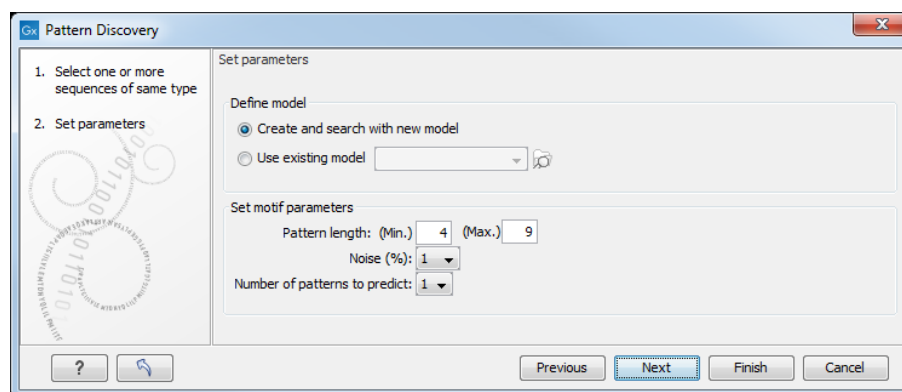 Gx Pattern Discovery
1. Select one or more
sequences of same type
2. Set parameters
Set parameters
Define model
Create and search with new model
Use existing model
Set motif parameters
Pattern length: (Min.) 4 (Max.) 9
Noise (%): 1
Number of patterns to predict: 1
? Previous Next Finish Cancel